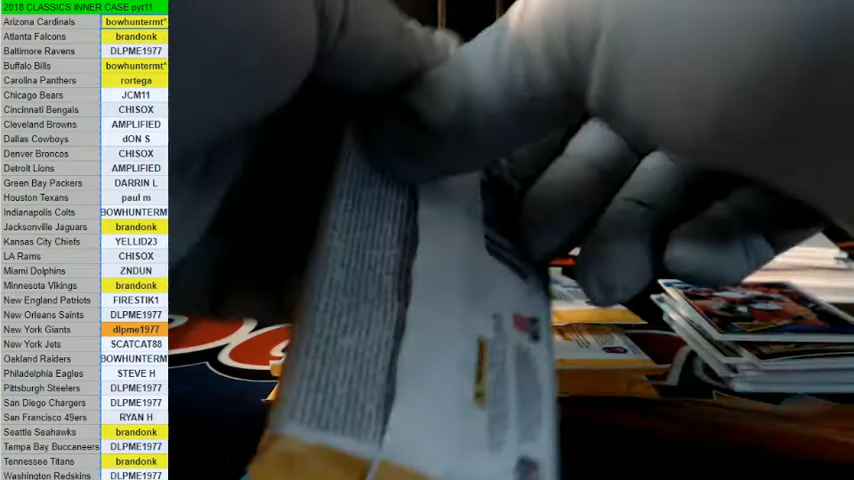 2018 CLASSICS INNER CASE pyt11
Arizona Cardinals bowhuntermt*
Atlanta Falcons brandonk
Baltimore Ravens DLPME1977
Buffalo Bills bowhuntermt*
Carolina Panthers rortega
Chicago Bears JCM11
Cincinnati Bengals CHISOX
Cleveland Browns AMPLIFIED
Dallas Cowboys dON S
Denver Broncos CHISOX
Detroit Lions AMPLIFIED
Green Bay Packers DARRIN L
Houston Texans paul m
Indianapolis Colts BOWHUNTERM
Jacksonville Jaguars brandonk
Kansas City Chiefs YELLID23
LA Rams CHISOX
Miami Dolphins ZNDUN
Minnesota Vikings brandonk
New England Patriots FIRESTIK1
New Orleans Saints DLPME1977
New York Giants dlpme1977
New York Jets SCATCAT88
Oakland Raiders BOWHUNTERM
Philadelphia Eagles STEVE H
Pittsburgh Steelers DLPME1977
San Diego Chargers DLPME1977
San Francisco 49ers RYAN H
Seattle Seahawks brandonk
Tampa Bay Buccaneers DLPME1977
Tennessee Titans brandonk
Washington Redskins DLPME1977